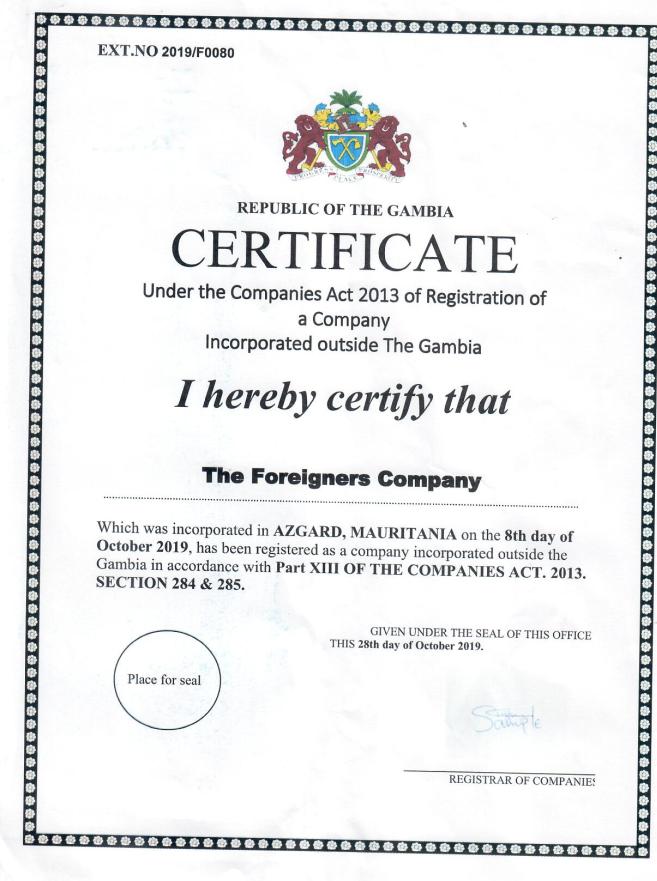 EXT.NO 2019/F0080
PROGRESS PEACE PROSPERITY
REPUBLIC OF THE GAMBIA
CERTIFICATE
Under the Companies Act 2013 of Registration of
a Company
Incorporated outside The Gambia
I hereby certify that
The Foreigners Company
Which was incorporated in AZGARD, MAURITANIA on the 8th day of
October 2019, has been registered as a company incorporated outside the
Gambia in accordance with Part XIII OF THE COMPANIES ACT. 2013.
SECTION 284 & 285.
GIVEN UNDER THE SEAL OF THIS OFFICE
THIS 28th day of October 2019.
Place for seal
Sample
REGISTRAR OF COMPANIES